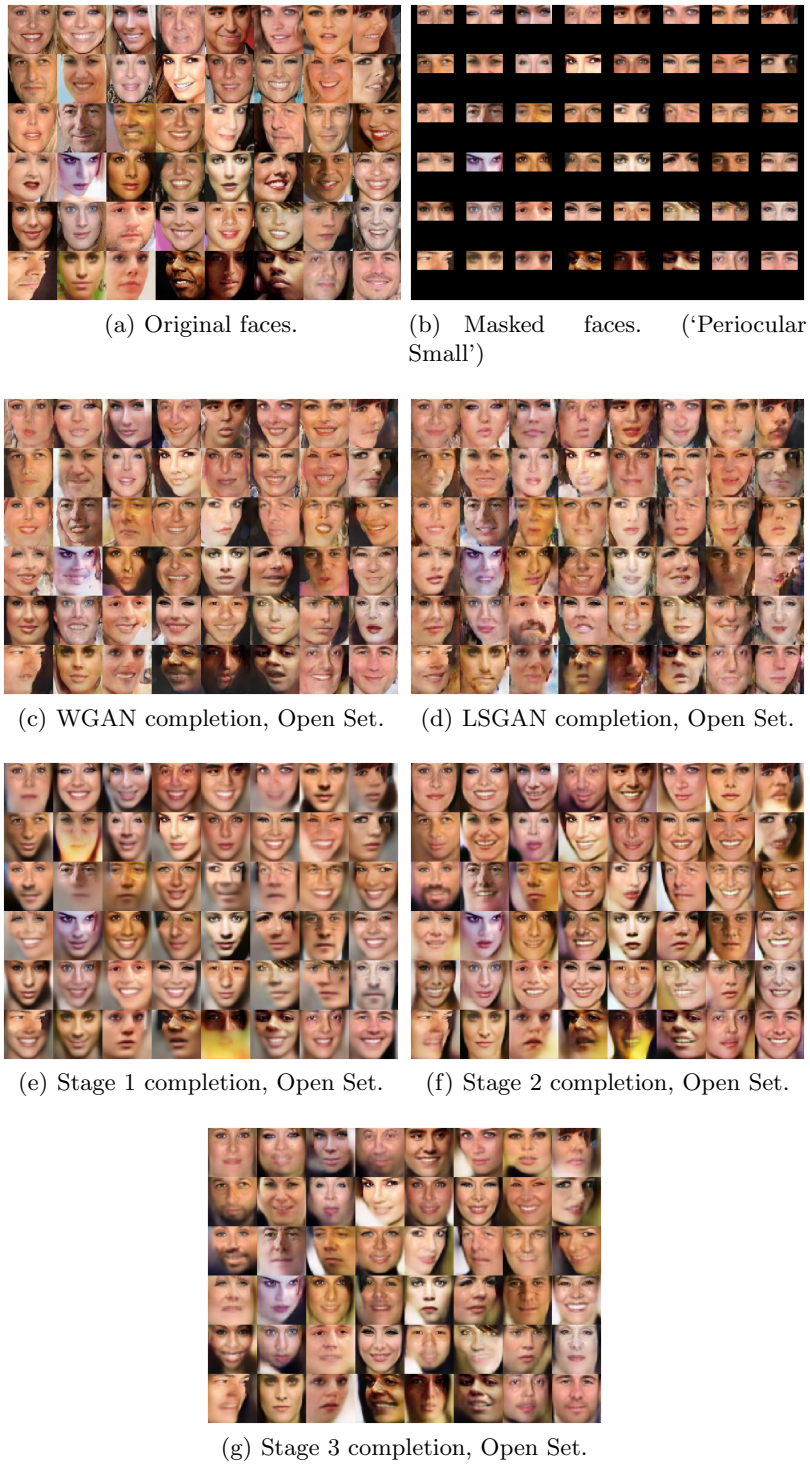 (a) Original faces.
(b) Masked faces. (‘Periocular
Small’)
(c) WGAN completion, Open Set.
(d) LSGAN completion, Open Set.
(e) Stage 1 completion, Open Set.
(f) Stage 2 completion, Open Set.
(g) Stage 3 completion, Open Set.